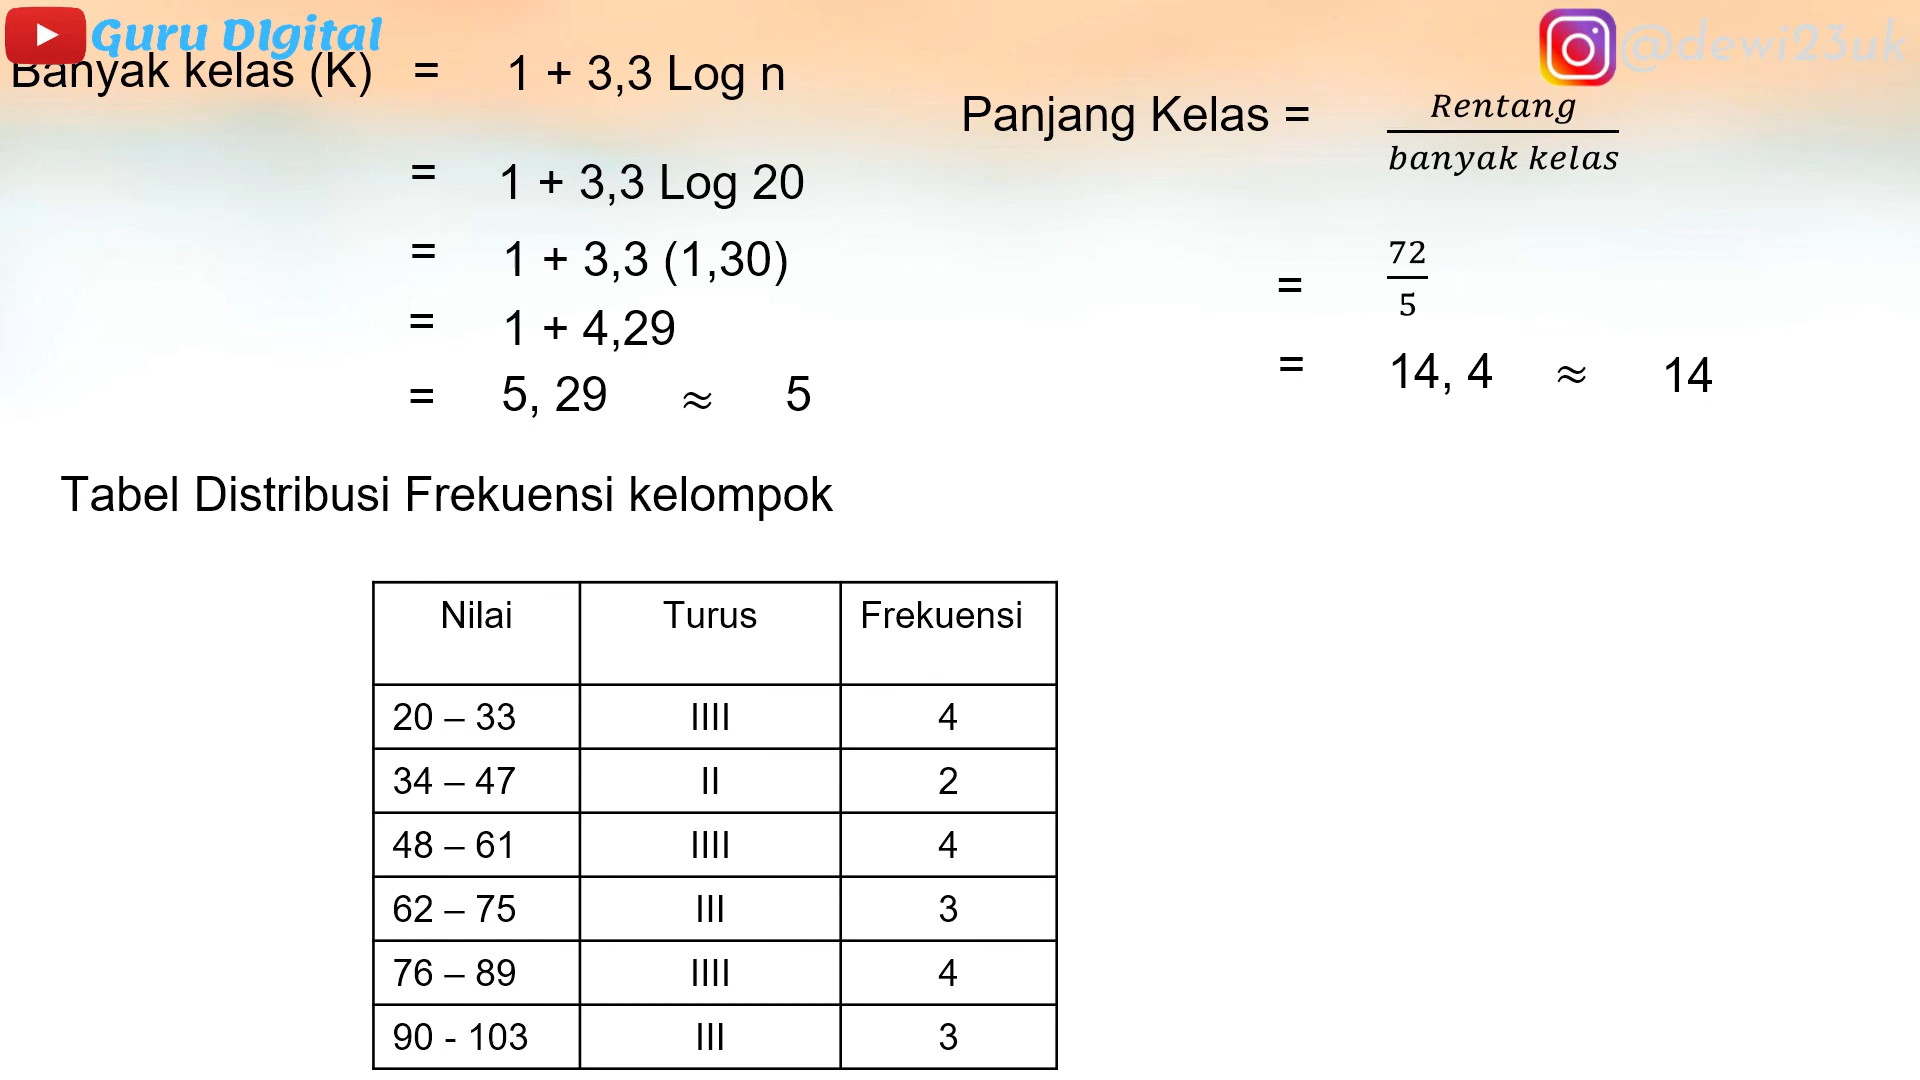 Guru DIgital
@dewi23uk
Banyak kelas (K) = 1 + 3,3 Log n
= 1 + 3,3 Log 20
= 1 + 3,3 (1,30)
= 1 + 4,29
= 5, 29 ≈ 5
Panjang Kelas = Rentang
banyak kelas
= 72
5
= 14, 4 ≈ 14
Tabel Distribusi Frekuensi kelompok
Nilai Turus Frekuensi
20 – 33 IIII 4
34 – 47 II 2
48 – 61 IIII 4
62 – 75 III 3
76 – 89 IIII 4
90 - 103 III 3